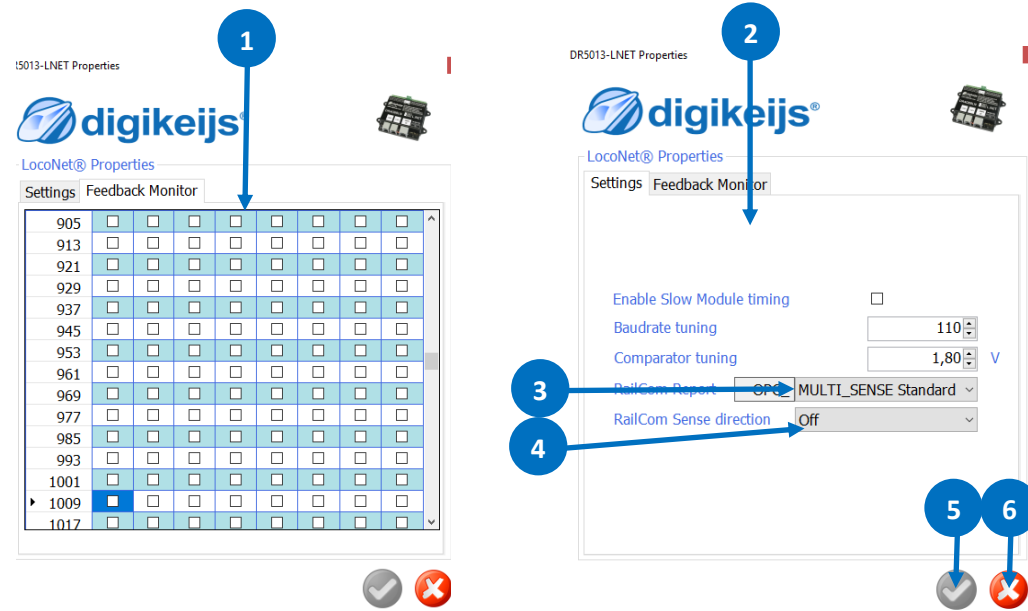 1
R5013-LNET Properties
digikeijs
LocoNet® Properties
Settings Feedback Monitor
905
913
921
929
937
945
953
961
969
977
985
993
1001
1009
1017
2
DR5013-LNET Properties
digikeijs®
LocoNet® Properties
Settings Feedback Monitor
Enable Slow Module timing
Baudrate tuning 110
Comparator tuning 1,80 V
3
RailCom Report OPC_ MULTI_SENSE Standard
RailCom Sense direction Off
4
5 6